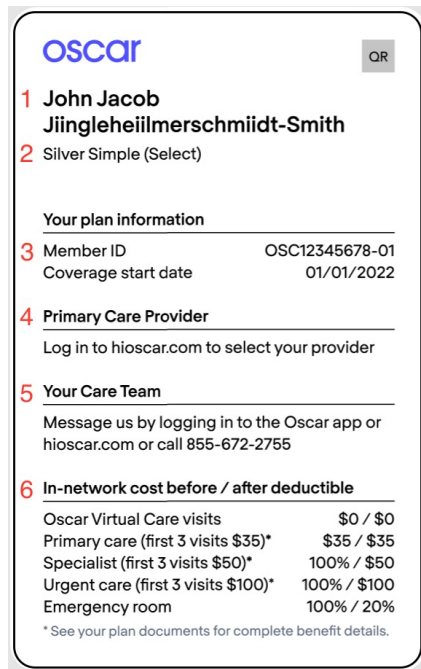 oscar
QR
1 John Jacob
Jiingleheiilmerschmiidt-Smith
2 Silver Simple (Select)
Your plan information
3 Member ID OSC12345678-01
Coverage start date 01/01/2022
4 Primary Care Provider
Log in to hioscar.com to select your provider
5 Your Care Team
Message us by logging in to the Oscar app or
hioscar.com or call 855-672-2755
6 In-network cost before / after deductible
Oscar Virtual Care visits $0 / $0
Primary care (first 3 visits $35)* $35 / $35
Specialist (first 3 visits $50)* 100% / $50
Urgent care (first 3 visits $100)* 100% / $100
Emergency room 100% / 20%
* See your plan documents for complete benefit details.